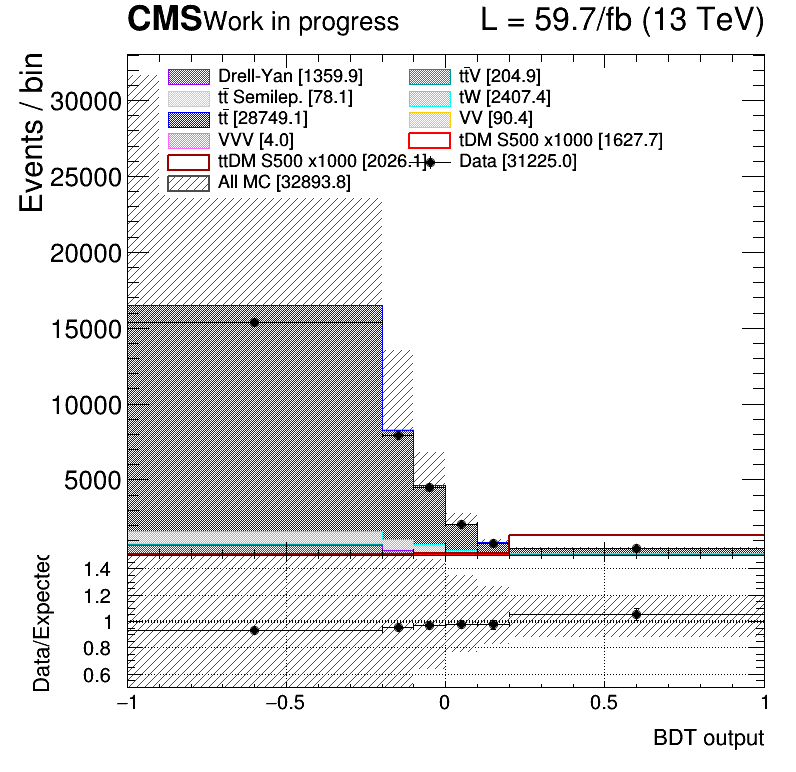 CMS Work in progress L = 59.7/fb (13 TeV)
Events / bin
Drell-Yan [1359.9] tt̄V [204.9]
tt̄ Semilep. [78.1] tW [2407.4]
tt̄ [28749.1] VV [90.4]
VVV [4.0] tDM S500 x1000 [1627.7]
ttDM S500 x1000 [2026.1] Data [31225.0]
All MC [32893.8]
30000
25000
20000
15000
10000
5000
Data/Expected
1.4
1.2
1
0.8
0.6
−1 −0.5 0 0.5 1
BDT output